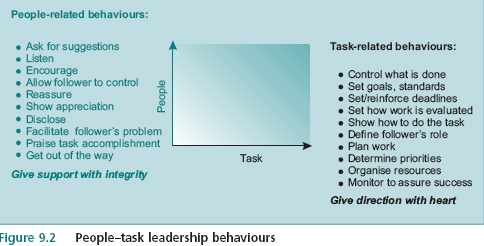 People-related behaviours:
• Ask for suggestions
• Listen
• Encourage
• Allow follower to control
• Reassure
• Show appreciation
• Disclose
• Facilitate follower's problem
• Praise task accomplishment
• Get out of the way
Give support with integrity
People
Task
Task-related behaviours:
• Control what is done
• Set goals, standards
• Set/reinforce deadlines
• Set how work is evaluated
• Show how to do the task
• Define follower's role
• Plan work
• Determine priorities
• Organise resources
• Monitor to assure success
Give direction with heart
Figure 9.2 People–task leadership behaviours